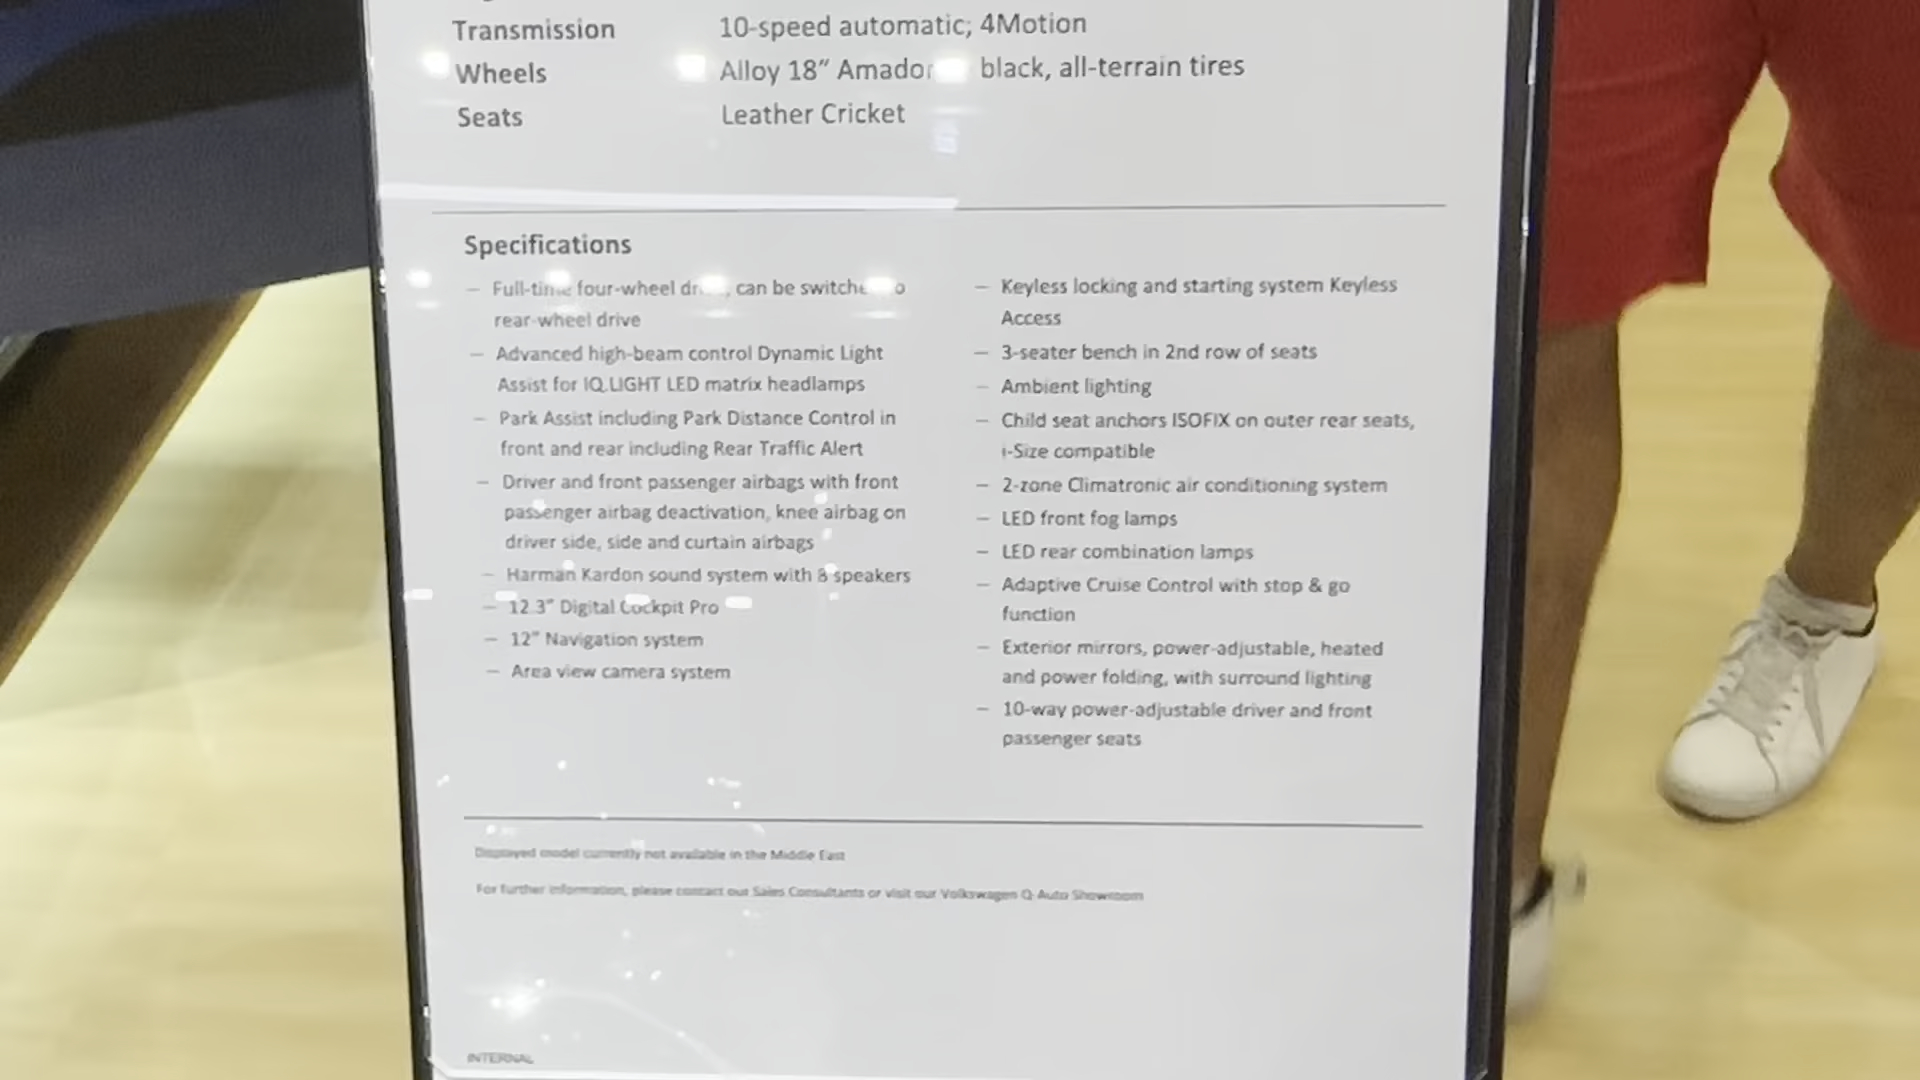 Transmission 10-speed automatic; 4Motion
Wheels Alloy 18" Amador black, all-terrain tires
Seats Leather Cricket
Specifications
– Full-time four-wheel can be
rear-wheel drive
– Advanced high-beam control Dynamic Light
Assist for IQ.LIGHT LED matrix headlamps
– Park Assist including Park Distance Control in
front and rear including Rear Traffic Alert
– Driver and front passenger airbags with front
passenger airbag deactivation, knee airbag on
driver side, side and curtain airbags
– Harman Kardon sound system with 8 speakers
– 12.3" Digital Cockpit Pro
– 12" Navigation system
– Area view camera system
– Keyless locking and starting system Keyless
Access
– 3-seater bench in 2nd row of seats
– Ambient lighting
– Child seat anchors ISOFIX on outer rear seats,
i-Size compatible
– 2-zone Climatronic air conditioning system
– LED front fog lamps
– LED rear combination lamps
– Adaptive Cruise Control with stop & go
function
– Exterior mirrors, power-adjustable, heated
and power folding, with surround lighting
– 10-way power-adjustable driver and front
passenger seats
Displayed model currently not available in the Middle East
For further information, please contact our Sales Consultants or visit our Volkswagen Q-Auto Showroom
INTERNAL